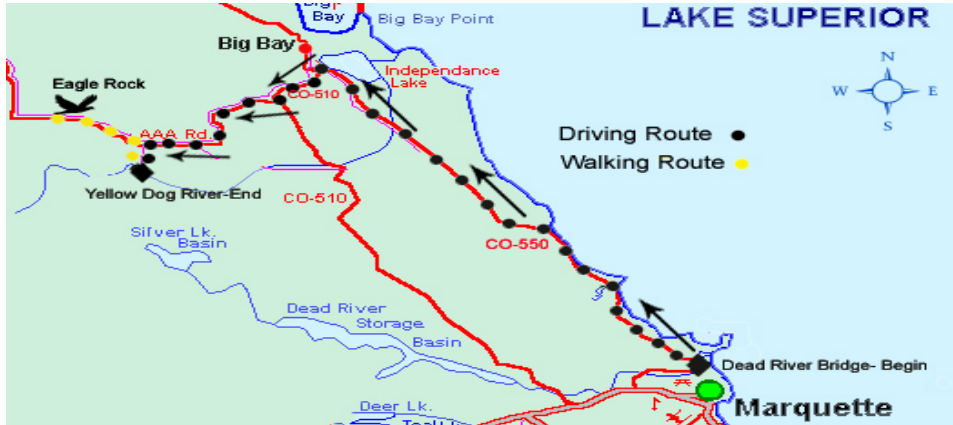 Bay
Big Bay Point
LAKE SUPERIOR
Big Bay
Independance
Lake
Eagle Rock
CO-510
N
W
E
S
AAA Rd.
Driving Route
Walking Route
Yellow Dog River-End
CO-510
Silver Lk.
Basin
CO-550
Dead River
Storage
Basin
Dead River Bridge- Begin
Marquette
Deer Lk.